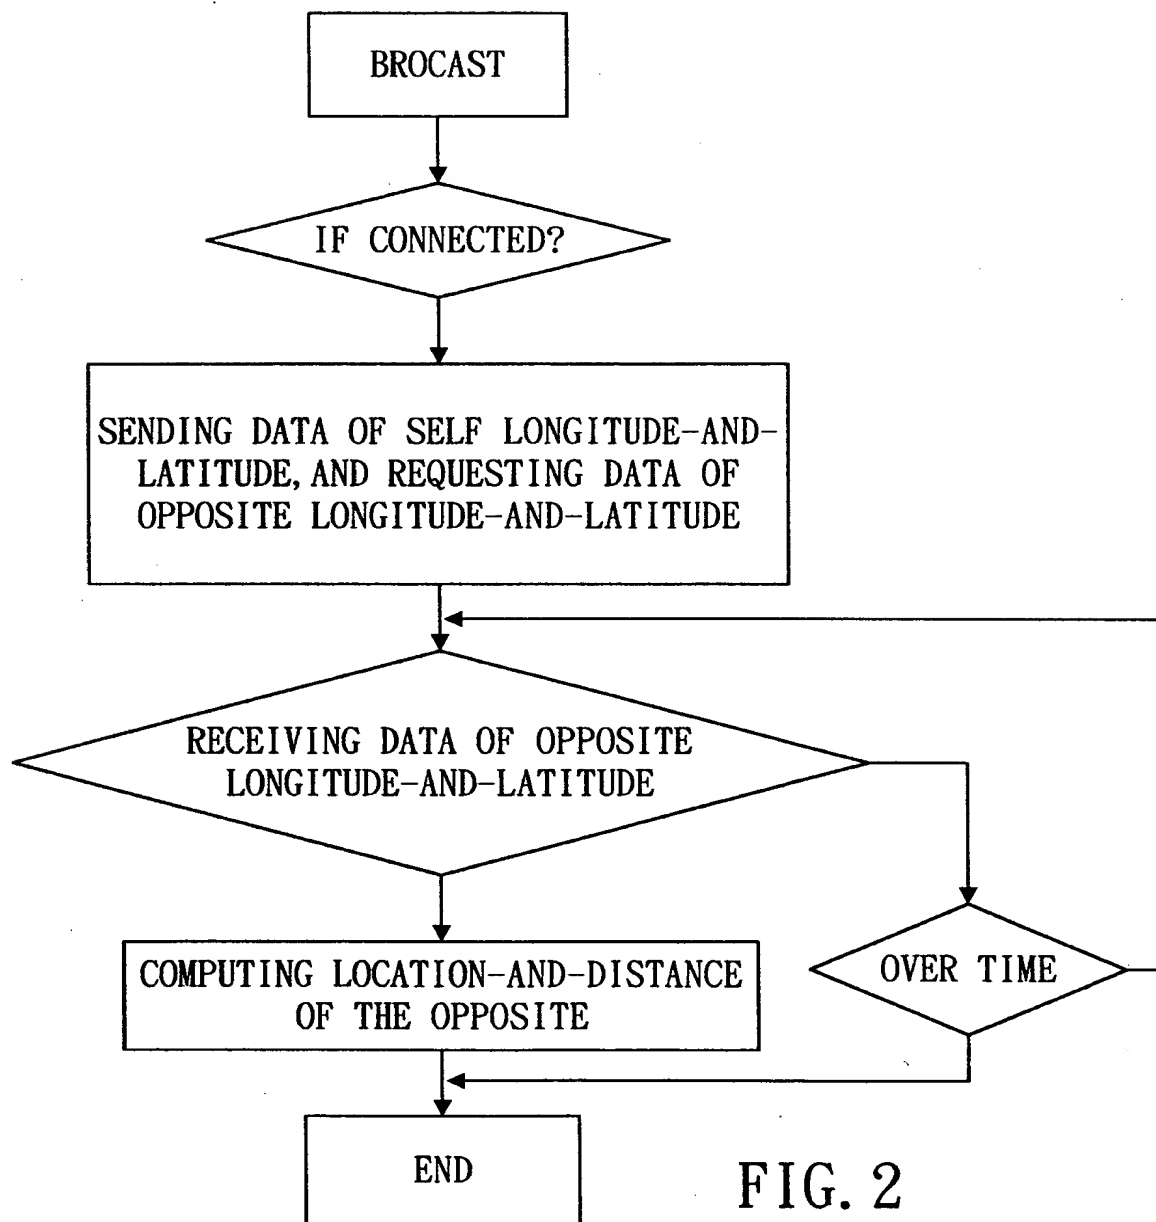 BROCAST
IF CONNECTED?
SENDING DATA OF SELF LONGITUDE-AND-
LATITUDE, AND REQUESTING DATA OF
OPPOSITE LONGITUDE-AND-LATITUDE
RECEIVING DATA OF OPPOSITE
LONGITUDE-AND-LATITUDE
OVER TIME
COMPUTING LOCATION-AND-DISTANCE
OF THE OPPOSITE
END
FIG. 2